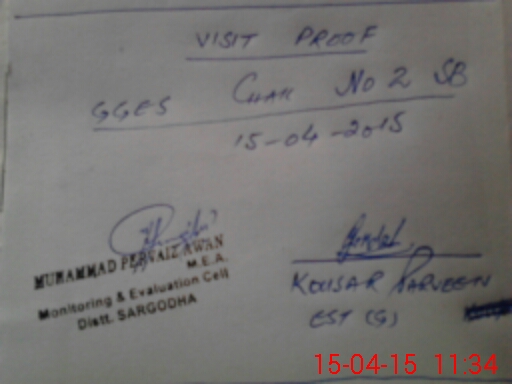 VISIT PROOF
GGES CHAK No 2 SB
15-04-2015
MUHAMMAD PERVAIZ AWAN
M.E.A.
Monitoring & Evaluation Cell
Distt. SARGODHA
KOUSAR PARVEEN
EST (G)
15-04-15 11:34